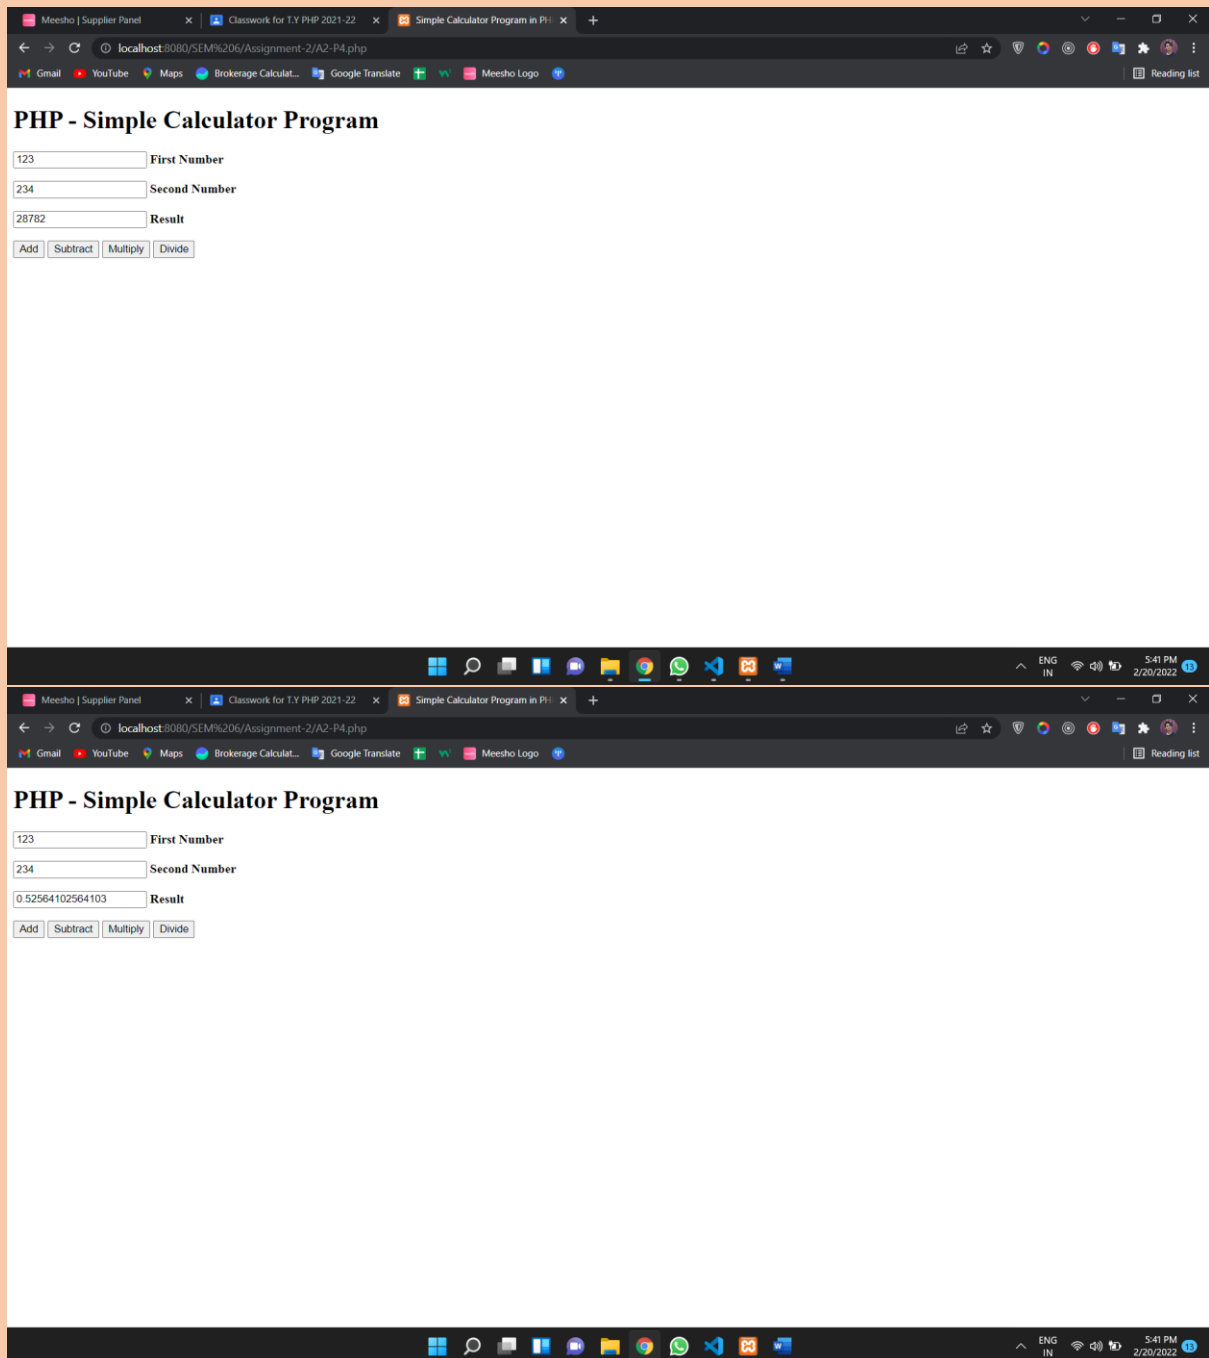 Meesho | Supplier Panel Classwork for T.Y PHP 2021-22 Simple Calculator Program in PH
localhost:8080/SEM%206/Assignment-2/A2-P4.php
Gmail YouTube Maps Brokerage Calculat... Google Translate Meesho Logo Reading list
PHP - Simple Calculator Program
123 First Number
234 Second Number
28782 Result
Add Subtract Multiply Divide
ENG 5:41 PM
IN 2/20/2022 13
Meesho | Supplier Panel Classwork for T.Y PHP 2021-22 Simple Calculator Program in PH
localhost:8080/SEM%206/Assignment-2/A2-P4.php
Gmail YouTube Maps Brokerage Calculat... Google Translate Meesho Logo Reading list
PHP - Simple Calculator Program
123 First Number
234 Second Number
0.52564102564103 Result
Add Subtract Multiply Divide
ENG 5:41 PM
IN 2/20/2022 13